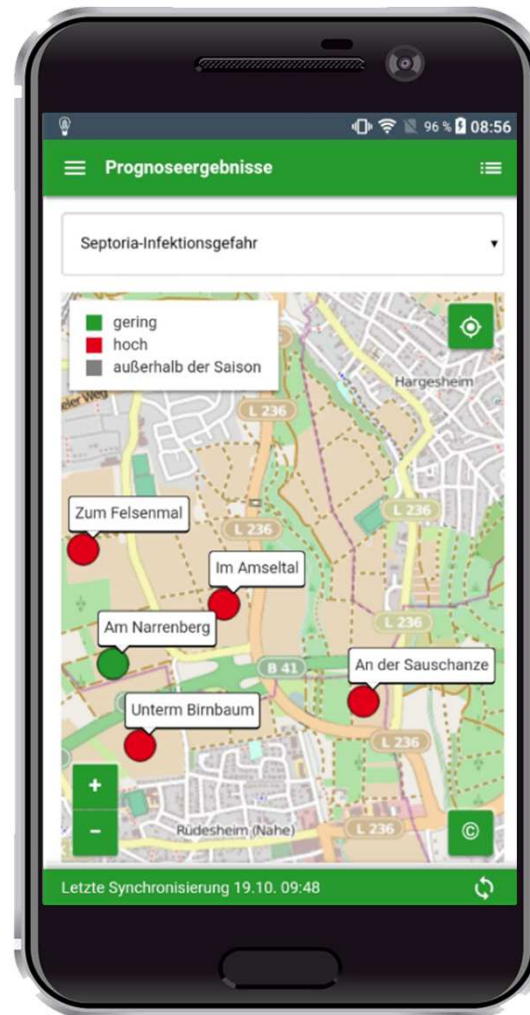 96 % 08:56
Prognoseergebnisse
Septoria-Infektionsgefahr
gering
hoch
außerhalb der Saison
Hargesheim
L 236
Zum Felsenmal
L 236
L 236
Im Amseltal
Am Narrenberg
L 236
B 41
An der Sauschanze
Unterm Birnbaum
L 236
+
-
Rüdesheim (Nahe)
L 236
©
Letzte Synchronisierung 19.10. 09:48